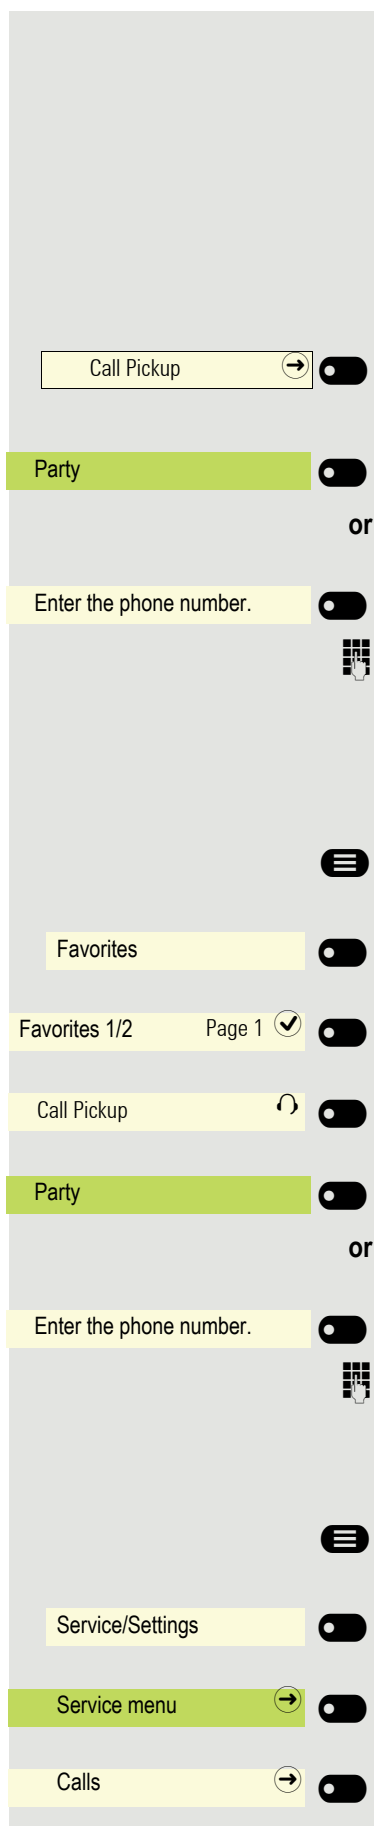 Call Pickup
Party
or
Enter the phone number.
Favorites
Favorites 1/2 Page 1
Call Pickup
Party
or
Enter the phone number.
Service/Settings
Service menu
Calls